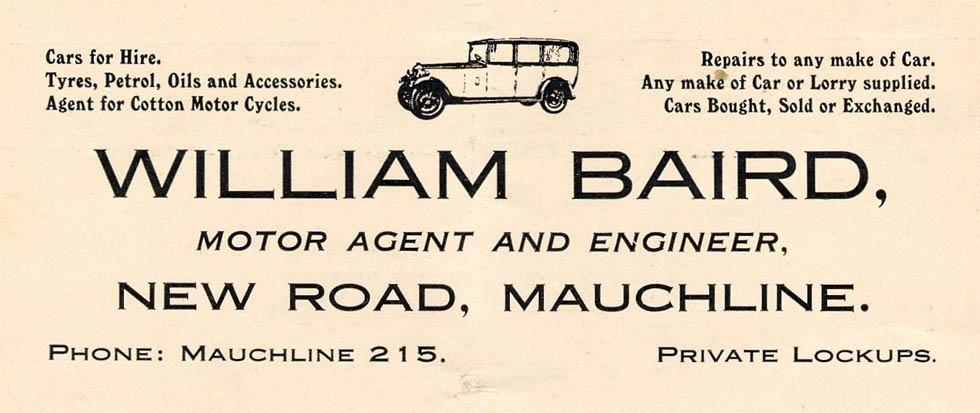 Cars for Hire.
Tyres, Petrol, Oils and Accessories.
Agent for Cotton Motor Cycles.
Repairs to any make of Car.
Any make of Car or Lorry supplied.
Cars Bought, Sold or Exchanged.
WILLIAM BAIRD,
MOTOR AGENT AND ENGINEER,
NEW ROAD, MAUCHLINE.
PHONE: MAUCHLINE 215.
PRIVATE LOCKUPS.